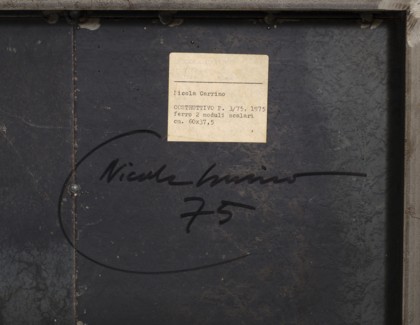 Nicola Carrino
COSTRUTTIVO P. 1/75. 1975
ferro 2 moduli scalari
cm. 60x37,5
Nicola Carrino
75